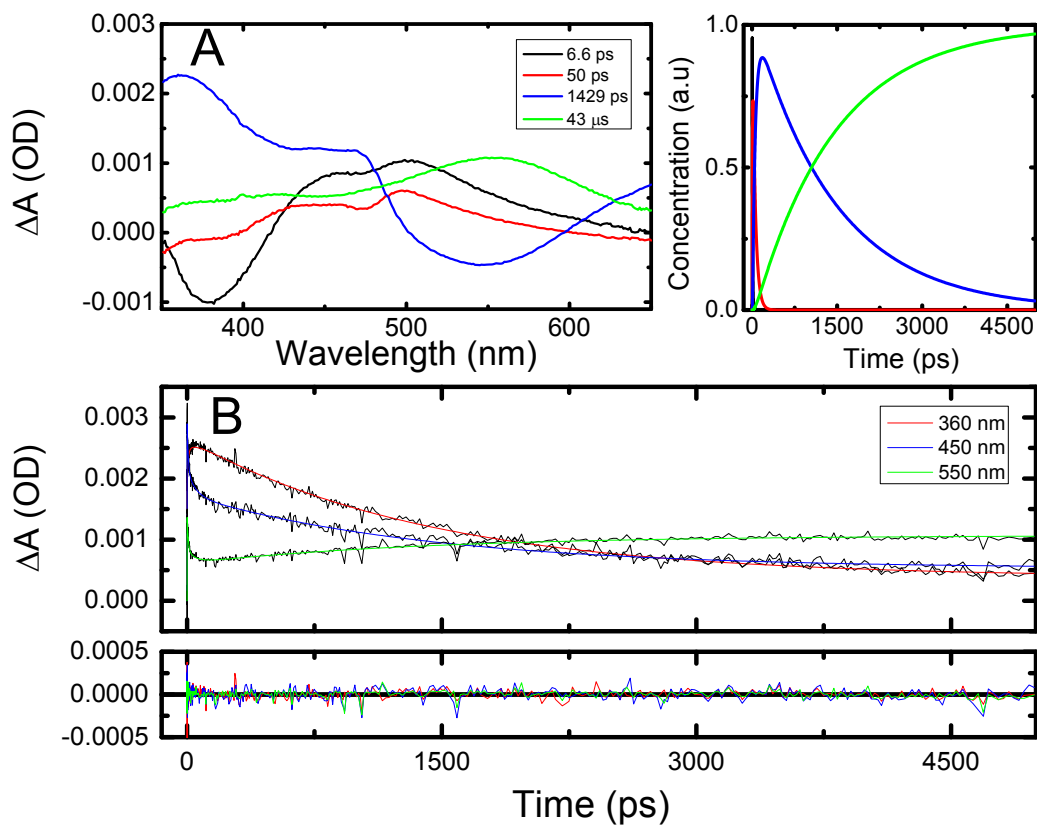 A
0.003
0.002
0.001
0.000
-0.001
ΔA (OD)
400
500
600
Wavelength (nm)
6.6 ps
50 ps
1429 ps
43 μs
1.0
0.5
0.0
Concentration (a.u)
0
1500
3000
4500
Time (ps)
B
0.003
0.002
0.001
0.000
ΔA (OD)
360 nm
450 nm
550 nm
0.0005
0.0000
-0.0005
0
1500
3000
4500
Time (ps)